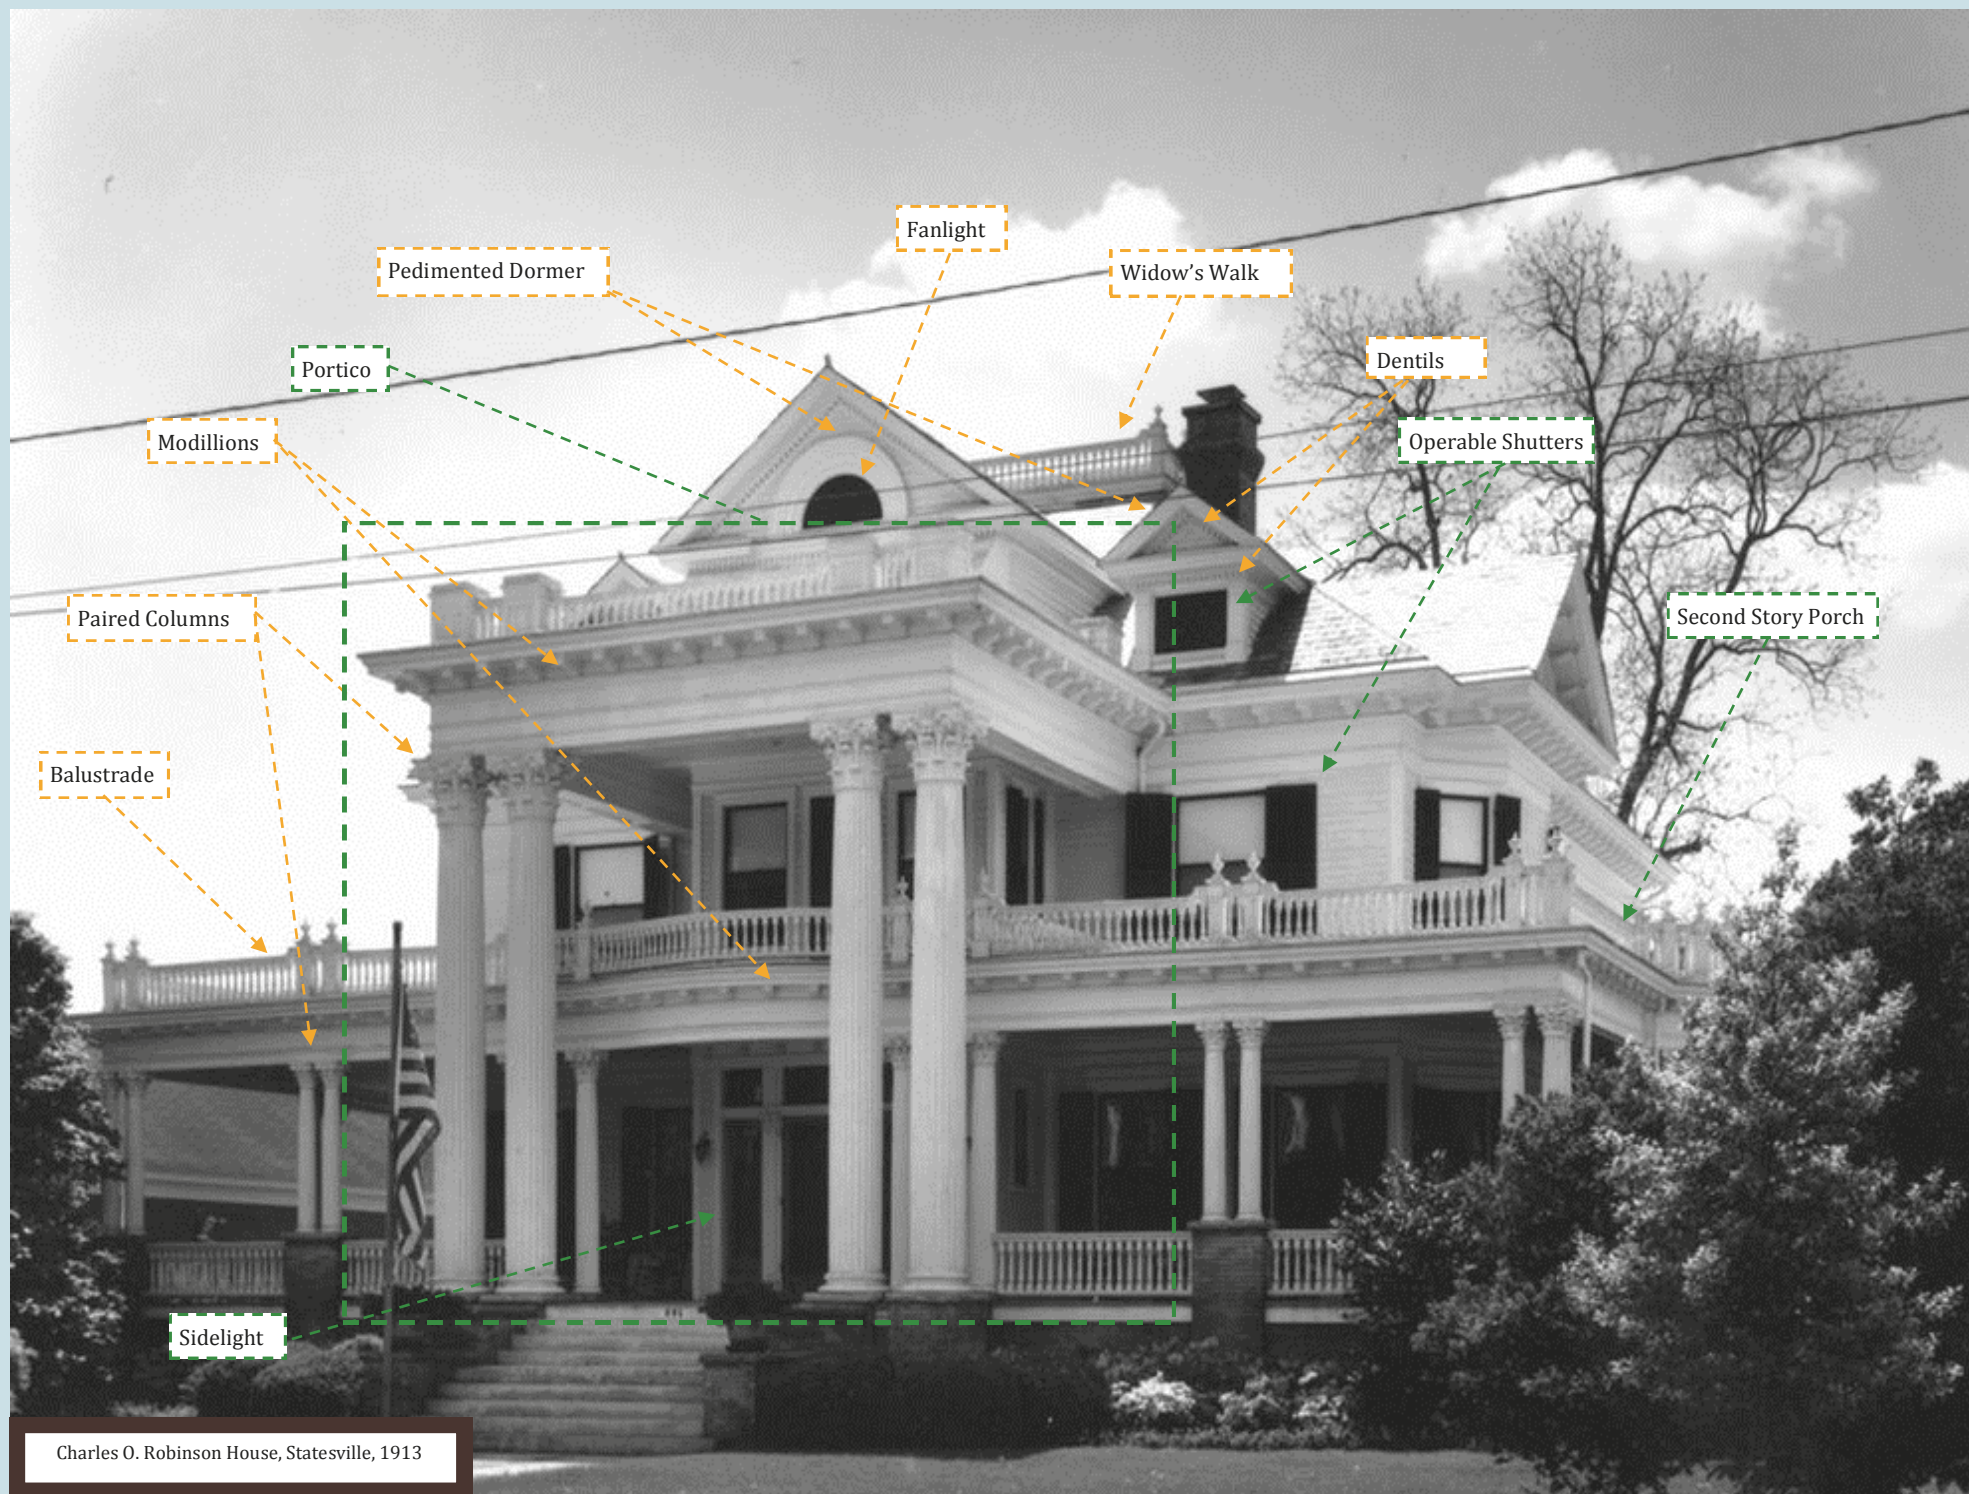 Fanlight
Pedimented Dormer
Widow's Walk
Portico
Dentils
Modillions
Operable Shutters
Paired Columns
Second Story Porch
Balustrade
Sidelight
Charles O. Robinson House, Statesville, 1913